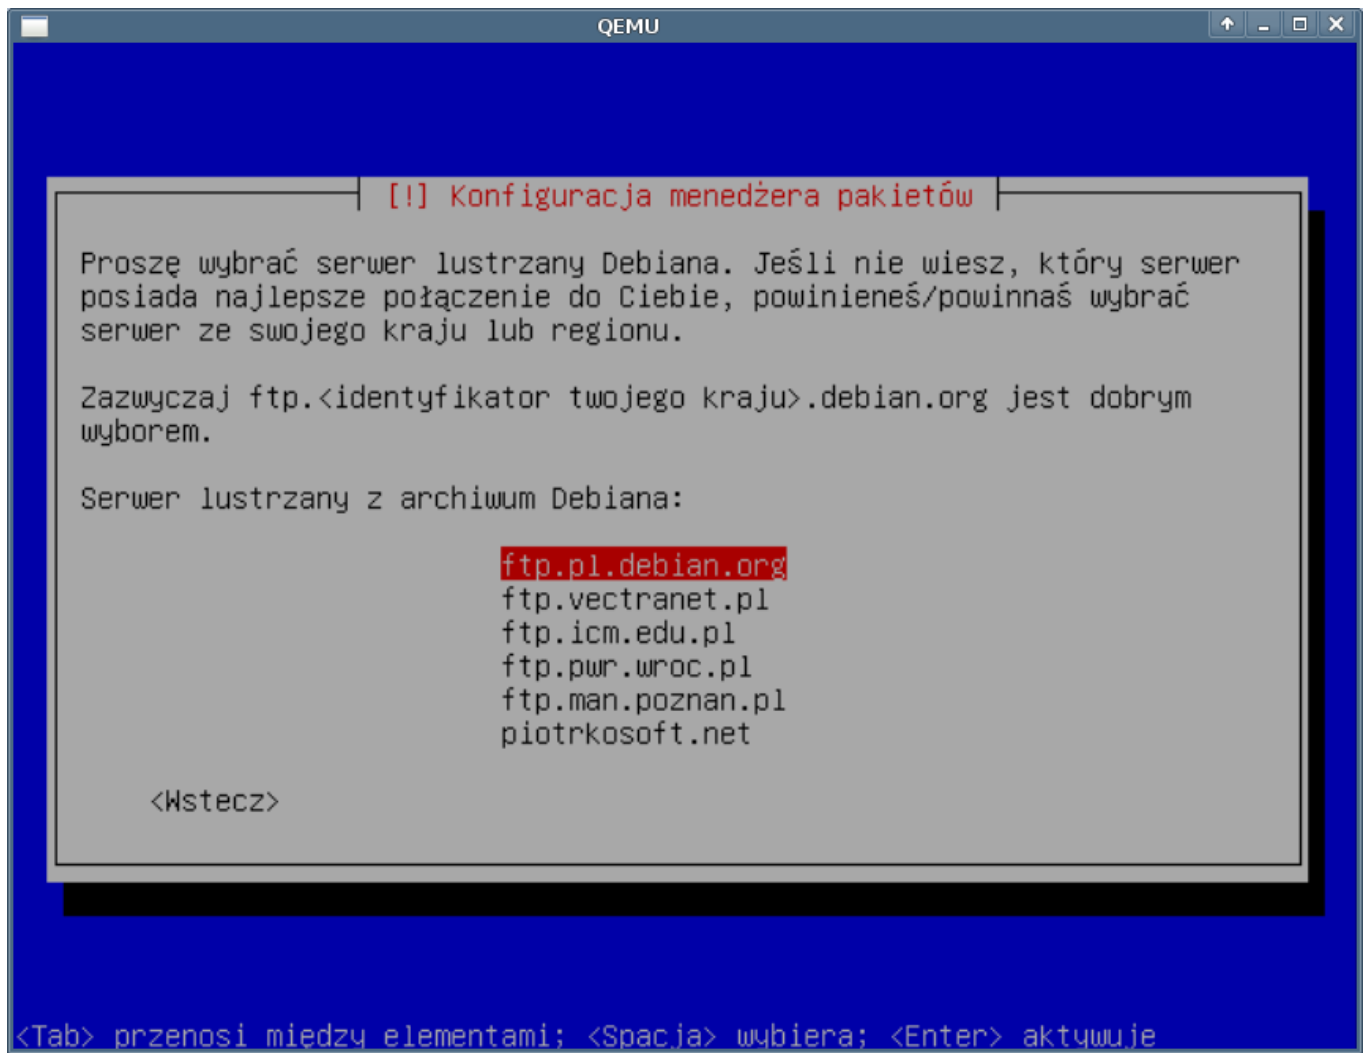 QEMU
[!] Konfiguracja menedżera pakietów
Proszę wybrać serwer lustrzany Debiana. Jeśli nie wiesz, który serwer
posiada najlepsze połączenie do Ciebie, powinieneś/powinnaś wybrać
serwer ze swojego kraju lub regionu.
Zazwyczaj ftp.<identyfikator twojego kraju>.debian.org jest dobrym
wyborem.
Serwer lustrzany z archiwum Debiana:
ftp.pl.debian.org
ftp.vectranet.pl
ftp.icm.edu.pl
ftp.pwr.wroc.pl
ftp.man.poznan.pl
piotrkosoft.net
<Wstecz>
<Tab> przenosi między elementami; <Spacja> wybiera; <Enter> aktywuje